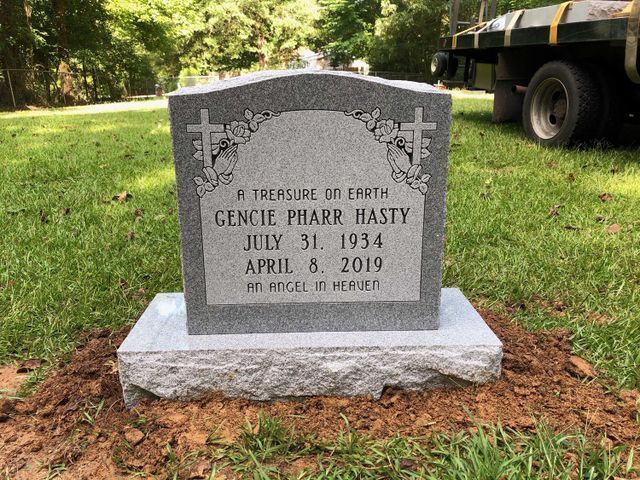 A TREASURE ON EARTH
GENCIE PHARR HASTY
JULY 31, 1934
APRIL 8, 2019
AN ANGEL IN HEAVEN